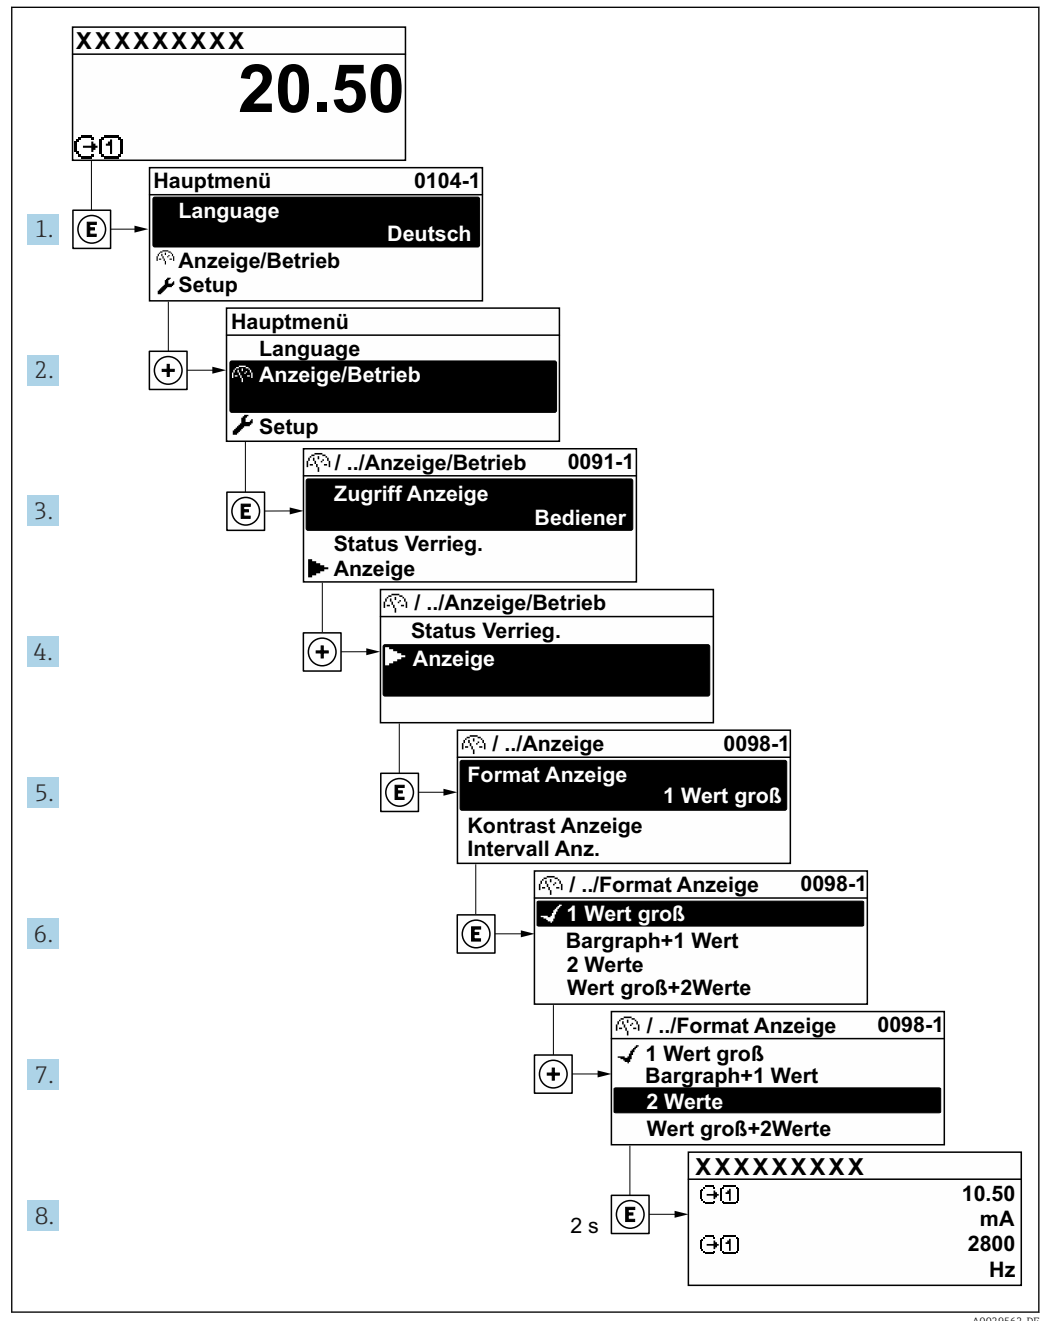 XXXXXXXXX
20.50
1
Hauptmenü 0104-1
1. E Language
Deutsch
Anzeige/Betrieb
Setup
Hauptmenü
Language
2. + Anzeige/Betrieb
Setup
/ ../Anzeige/Betrieb 0091-1
Zugriff Anzeige
3. E Bediener
Status Verrieg.
Anzeige
/ ../Anzeige/Betrieb
Status Verrieg.
4. + Anzeige
/ ../Anzeige 0098-1
Format Anzeige
5. E 1 Wert groß
Kontrast Anzeige
Intervall Anz.
/ ../Format Anzeige 0098-1
1 Wert groß
6. E Bargraph+1 Wert
2 Werte
Wert groß+2Werte
/ ../Format Anzeige 0098-1
1 Wert groß
7. + Bargraph+1 Wert
2 Werte
Wert groß+2Werte
XXXXXXXXX
1 10.50
8. 2 s E mA
1 2800
Hz